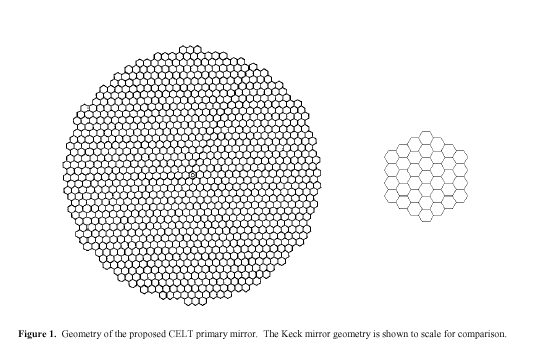 Figure 1. Geometry of the proposed CELT primary mirror. The Keck mirror geometry is shown to scale for comparison.